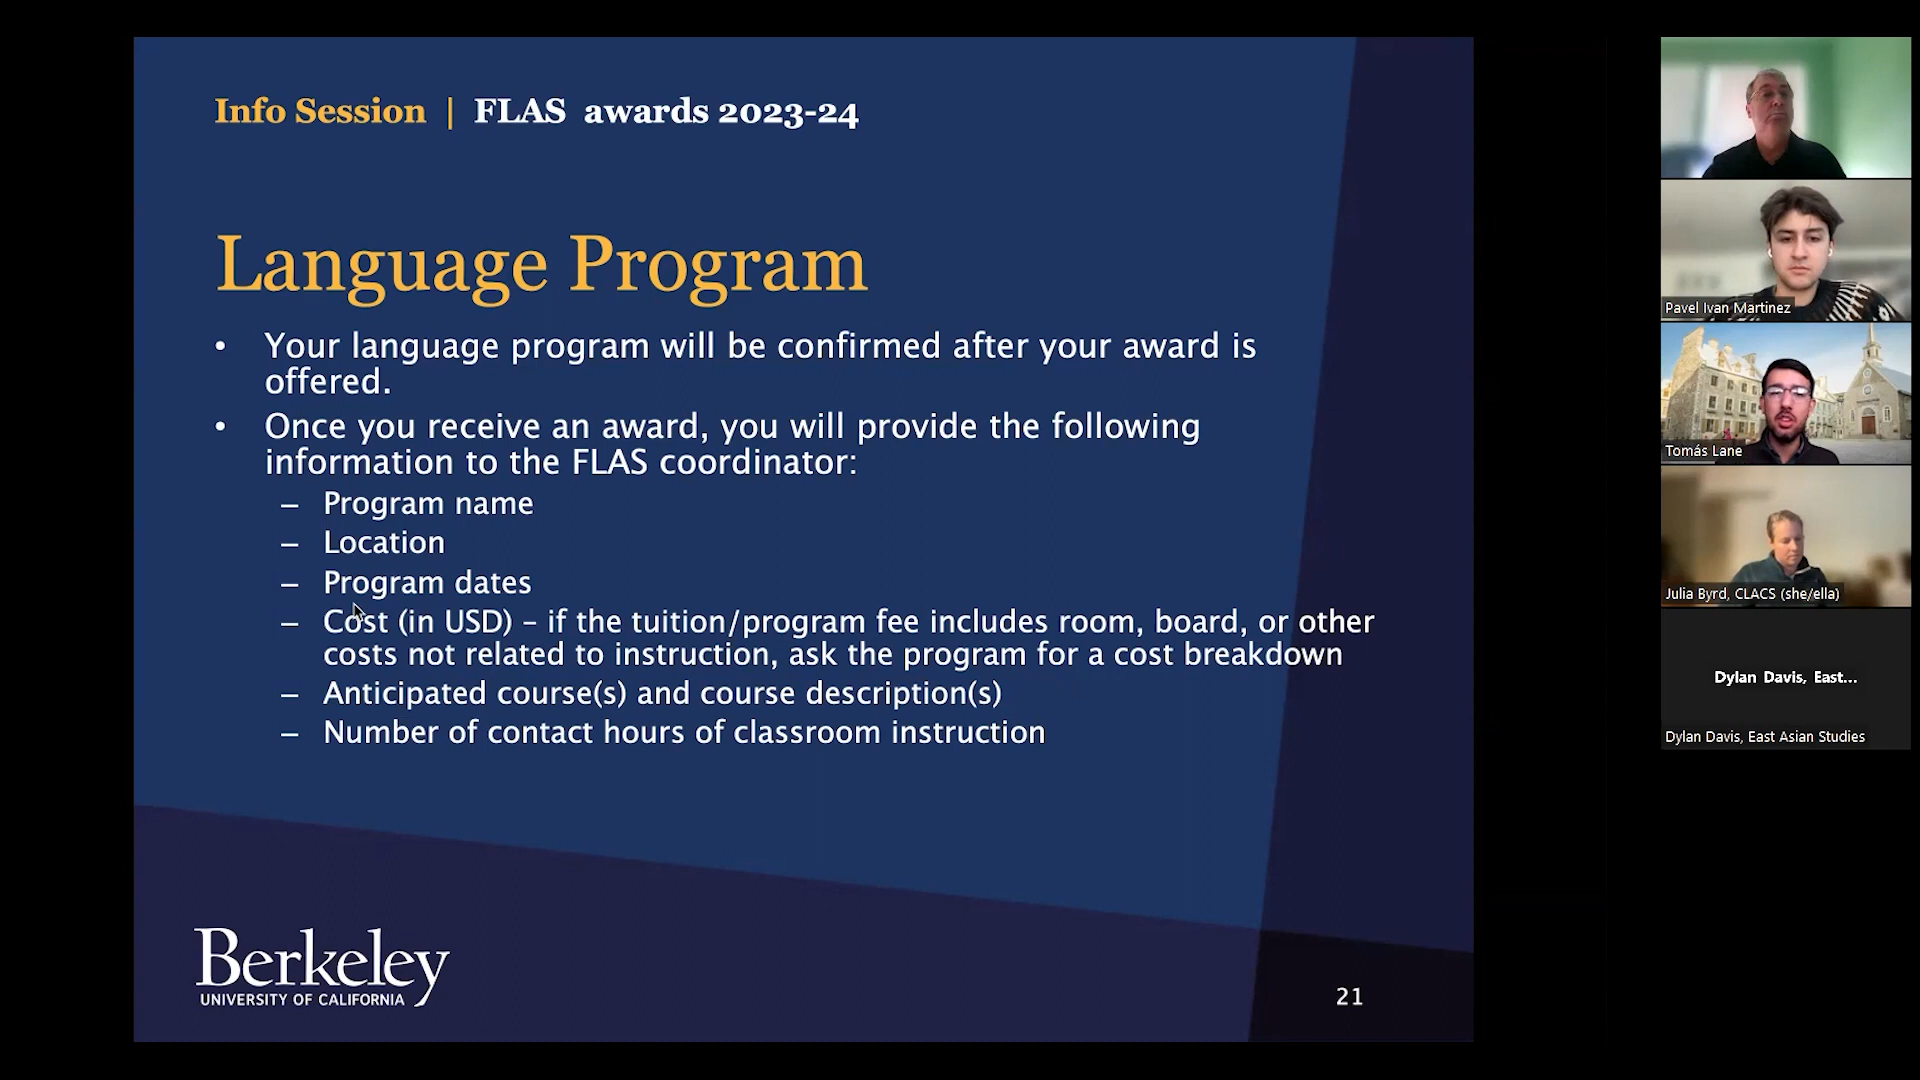 Info Session | FLAS awards 2023-24
Language Program
• Your language program will be confirmed after your award is
offered.
• Once you receive an award, you will provide the following
information to the FLAS coordinator:
– Program name
– Location
– Program dates
– Cost (in USD) – if the tuition/program fee includes room, board, or other
costs not related to instruction, ask the program for a cost breakdown
– Anticipated course(s) and course description(s)
– Number of contact hours of classroom instruction
Berkeley
UNIVERSITY OF CALIFORNIA
21
Pavel Ivan Martinez
Tomás Lane
Julia Byrd, CLACS (she/ella)
Dylan Davis, East...
Dylan Davis, East Asian Studies